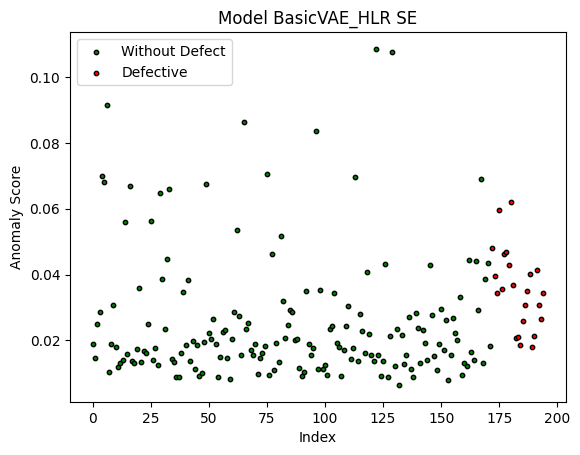 Model BasicVAE_HLR SE
Without Defect
Defective
0.10
0.08
0.06
0.04
0.02
Anomaly Score
0 25 50 75 100 125 150 175 200
Index